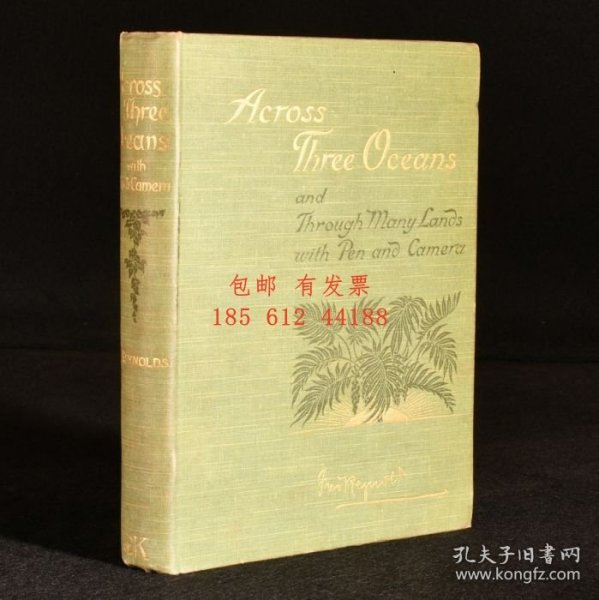 Across
Three Oceans
and
Through Many Lands
with Pen and Camera
包邮 有发票
185 612 44188
Across
Three
Oceans
with
Camera
REYNOLDS
K
孔夫子旧书网
www.kongfz.com